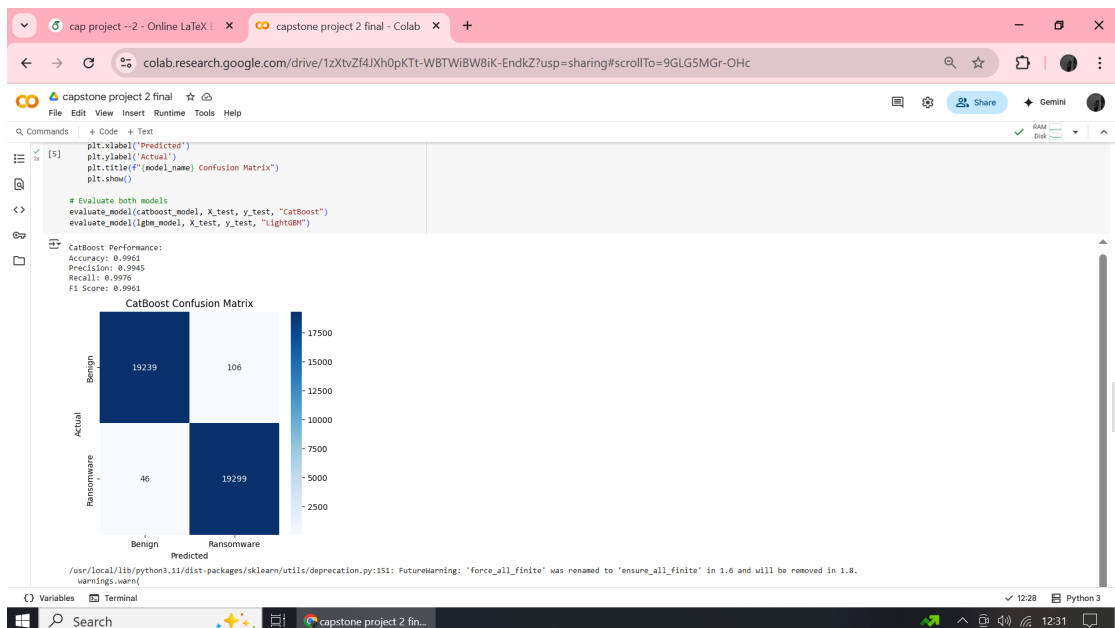 cap project --2 - Online LaTeX E
capstone project 2 final - Colab
colab.research.google.com/drive/1zXtvZf4JXh0pKTt-WBTWiBW8iK-EndkZ?usp=sharing#scrollTo=9GLG5MGr-OHc
capstone project 2 final
File Edit View Insert Runtime Tools Help
Share
Gemini
Commands + Code + Text
RAM
Disk
[5]
2s
plt.xlabel('Predicted')
plt.ylabel('Actual')
plt.title(f"{model_name} Confusion Matrix")
plt.show()
# Evaluate both models
evaluate_model(catboost_model, X_test, y_test, "CatBoost")
evaluate_model(lgbm_model, X_test, y_test, "LightGBM")
CatBoost Performance:
Accuracy: 0.9961
Precision: 0.9945
Recall: 0.9976
F1 Score: 0.9961
CatBoost Confusion Matrix
17500
15000
12500
10000
7500
5000
2500
Actual
Benign
19239 106
Ransomware
46 19299
Benign Ransomware
Predicted
/usr/local/lib/python3.11/dist-packages/sklearn/utils/deprecation.py:151: FutureWarning: 'force_all_finite' was renamed to 'ensure_all_finite' in 1.6 and will be removed in 1.8.
warnings.warn(
{} Variables Terminal
12:28 Python 3
Search
capstone project 2 fin...
12:31